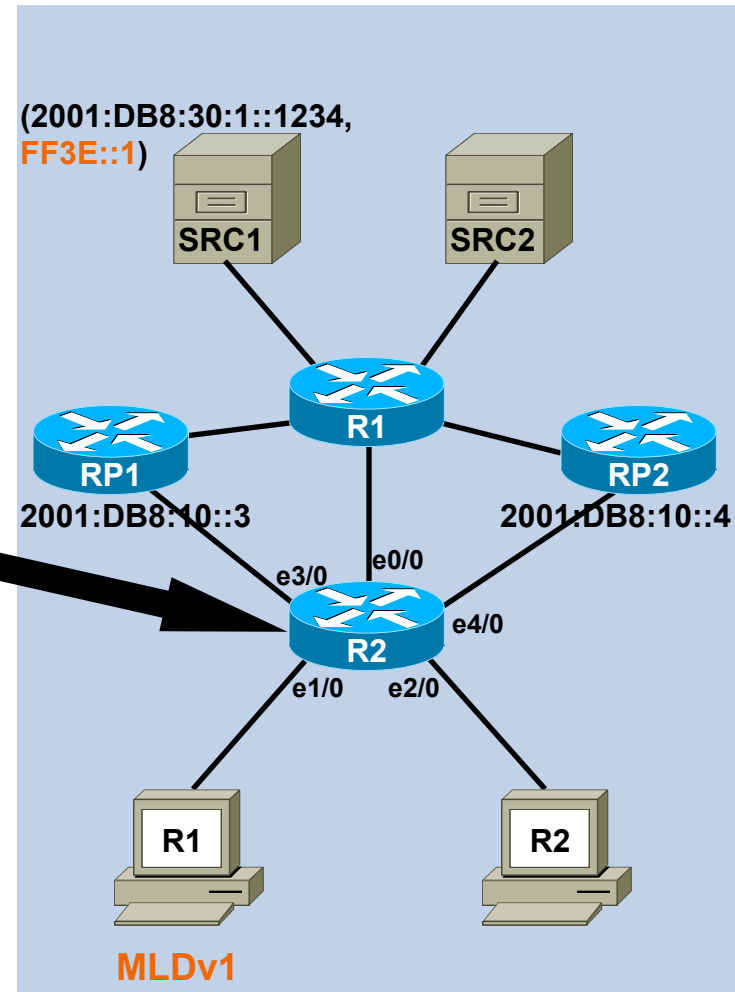 (2001:DB8:30:1::1234,
FF3E::1)
SRC1
SRC2
R1
RP1
RP2
2001:DB8:10::3
2001:DB8:10::4
e0/0
e3/0
e4/0
R2
e1/0
e2/0
R1
R2
MLDv1